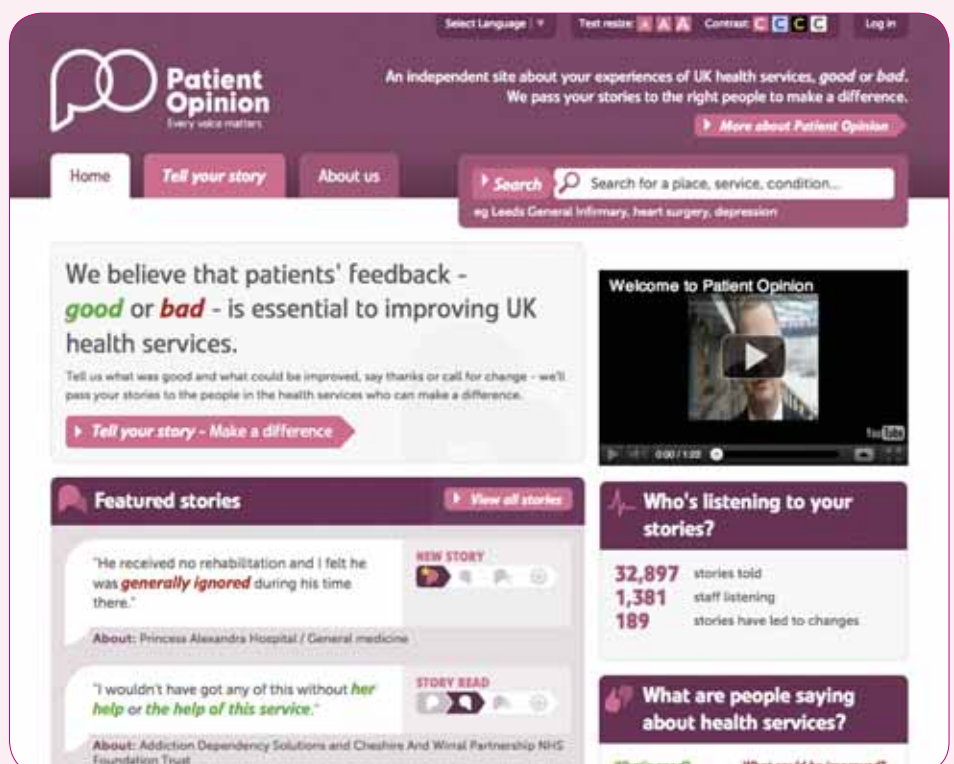 Select Language
Text resize: A A A
Contrast: C C C C
Log in
Patient
Opinion
Every voice matters
An independent site about your experiences of UK health services, good or bad.
We pass your stories to the right people to make a difference.
More about Patient Opinion
Home
Tell your story
About us
Search
Search for a place, service, condition...
eg Leeds General Infirmary, heart surgery, depression
We believe that patients' feedback -
good or bad - is essential to improving UK
health services.
Tell us what was good and what could be improved, say thanks or call for change - we'll
pass your stories to the people in the health services who can make a difference.
Tell your story - Make a difference
Welcome to Patient Opinion
YouTube
0:00 / 1:22
Featured stories
View all stories
"He received no rehabilitation and I felt he
was generally ignored during his time
there."
NEW STORY
About: Princess Alexandra Hospital / General medicine
"I wouldn't have got any of this without her
help or the help of this service."
STORY READ
About: Addiction Dependency Solutions and Cheshire And Wirral Partnership NHS
Foundation Trust
Who's listening to your
stories?
32,897 stories told
1,381 staff listening
189 stories have led to changes
What are people saying
about health services?